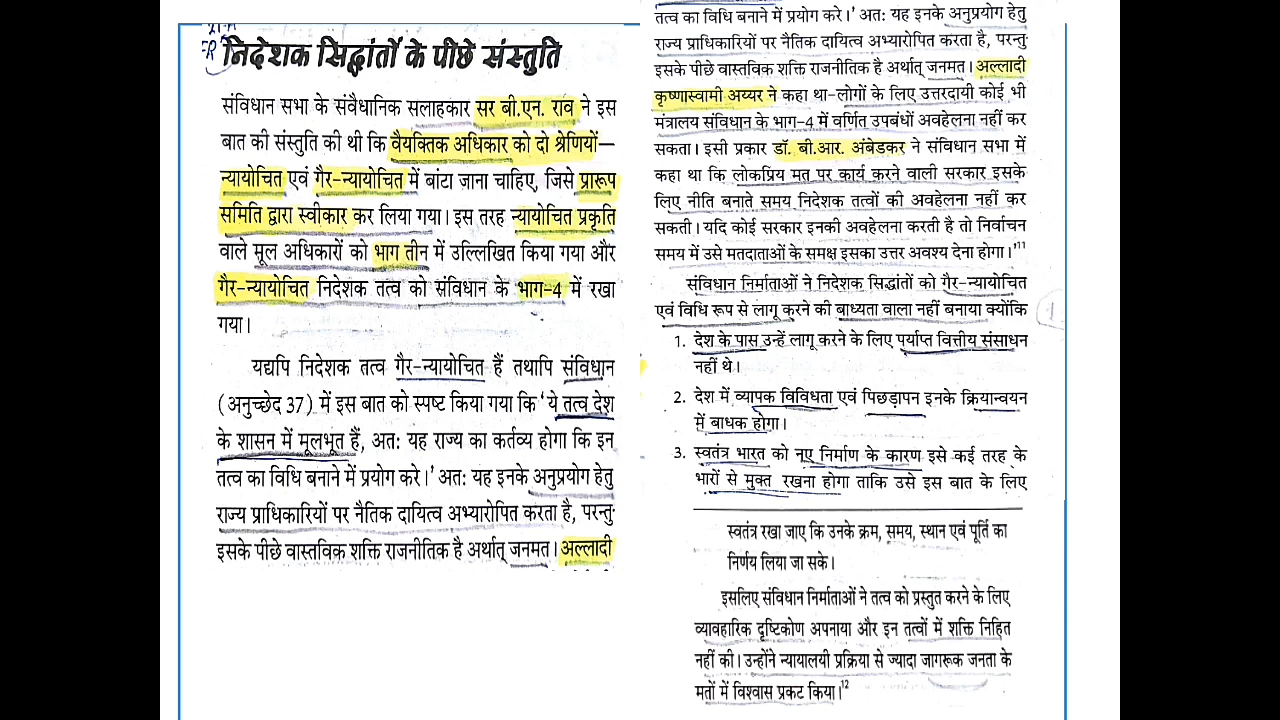 निदेशक सिद्धांतों के पीछे संस्तुति
संविधान सभा के संवैधानिक सलाहकार सर बी.एन. राव ने इस
बात की संस्तुति की थी कि वैयक्तिक अधिकार को दो श्रेणियों—
न्यायोचित एवं गैर-न्यायोचित में बांटा जाना चाहिए, जिसे प्रारूप
समिति द्वारा स्वीकार कर लिया गया। इस तरह न्यायोचित प्रकृति
वाले मूल अधिकारों को भाग तीन में उल्लिखित किया गया और
गैर-न्यायोचित निदेशक तत्व को संविधान के भाग-4 में रखा
गया।
यद्यपि निदेशक तत्व गैर-न्यायोचित हैं तथापि संविधान
(अनुच्छेद 37) में इस बात को स्पष्ट किया गया कि 'ये तत्व देश
के शासन में मूलभूत हैं, अतः यह राज्य का कर्तव्य होगा कि इन
तत्व का विधि बनाने में प्रयोग करे।' अतः यह इनके अनुप्रयोग हेतु
राज्य प्राधिकारियों पर नैतिक दायित्व अभ्यारोपित करता है, परन्तु
इसके पीछे वास्तविक शक्ति राजनीतिक है अर्थात् जनमत। अल्लादी
तत्व का विधि बनाने में प्रयोग करे।' अतः यह इनके अनुप्रयोग हेतु
राज्य प्राधिकारियों पर नैतिक दायित्व अभ्यारोपित करता है, परन्तु
इसके पीछे वास्तविक शक्ति राजनीतिक है अर्थात् जनमत। अल्लादी
कृष्णास्वामी अय्यर ने कहा था-लोगों के लिए उत्तरदायी कोई भी
मंत्रालय संविधान के भाग-4 में वर्णित उपबंधों अवहेलना नहीं कर
सकता। इसी प्रकार डॉ. बी.आर. अंबेडकर ने संविधान सभा में
कहा था कि लोकप्रिय मत पर कार्य करने वाली सरकार इसके
लिए नीति बनाते समय निदेशक तत्वों की अवहेलना नहीं कर
सकती। यदि कोई सरकार इनकी अवहेलना करती है तो निर्वाचन
समय में उसे मतदाताओं के समक्ष इसका उत्तर अवश्य देना होगा।'11
संविधान निर्माताओं ने निदेशक सिद्धांतों को गैर-न्यायोचित
एवं विधि रूप से लागू करने की बाध्यता वाला नहीं बनाया क्योंकि
1. देश के पास उन्हें लागू करने के लिए पर्याप्त वित्तीय संसाधन
नहीं थे।
2. देश में व्यापक विविधता एवं पिछड़ापन इनके क्रियान्वयन
में बाधक होगा।
3. स्वतंत्र भारत को नए निर्माण के कारण इसे कई तरह के
भारों से मुक्त रखना होगा ताकि उसे इस बात के लिए
स्वतंत्र रखा जाए कि उनके क्रम, समय, स्थान एवं पूर्ति का
निर्णय लिया जा सके।
इसलिए संविधान निर्माताओं ने तत्व को प्रस्तुत करने के लिए
व्यावहारिक दृष्टिकोण अपनाया और इन तत्वों में शक्ति निहित
नहीं की। उन्होंने न्यायालयी प्रक्रिया से ज्यादा जागरूक जनता के
मतों में विश्वास प्रकट किया।12